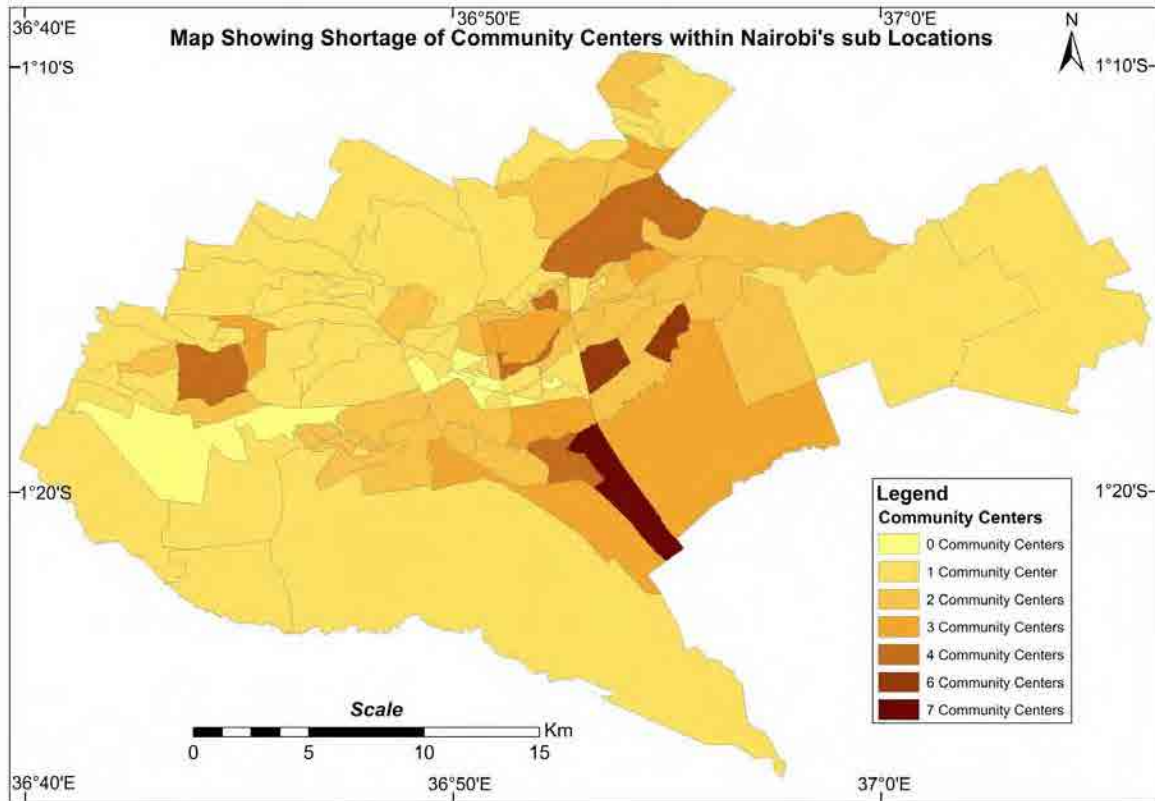 36°40'E 36°50'E 37°0'E
Map Showing Shortage of Community Centers within Nairobi's sub Locations
N
1°10'S 1°10'S
1°20'S 1°20'S
Legend
Community Centers
0 Community Centers
1 Community Center
2 Community Centers
3 Community Centers
4 Community Centers
6 Community Centers
7 Community Centers
Scale
Km
0 5 10 15
36°40'E 36°50'E 37°0'E